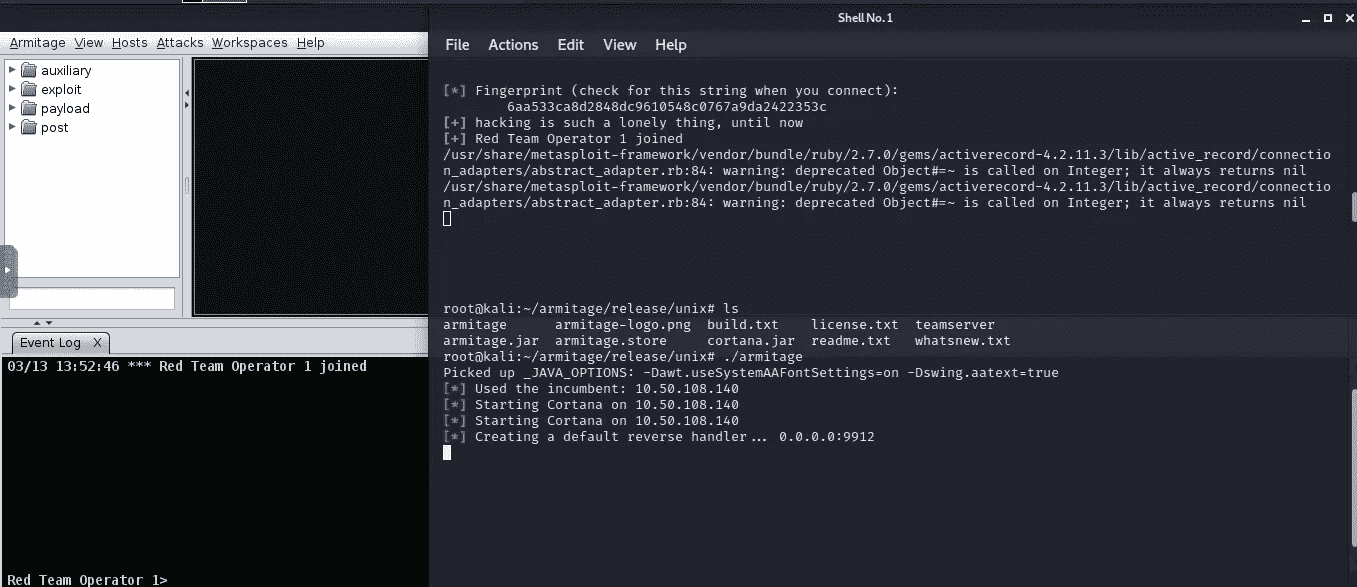 Shell No. 1
Armitage View Hosts Attacks Workspaces Help
auxiliary
exploit
payload
post
Event Log X
03/13 13:52:46 *** Red Team Operator 1 joined
Red Team Operator 1>
File Actions Edit View Help
[*] Fingerprint (check for this string when you connect):
6aa533ca8d2848dc9610548c0767a9da2422353c
[+] hacking is such a lonely thing, until now
[+] Red Team Operator 1 joined
/usr/share/metasploit-framework/vendor/bundle/ruby/2.7.0/gems/activerecord-4.2.11.3/lib/active_record/connectio
n_adapters/abstract_adapter.rb:84: warning: deprecated Object#=~ is called on Integer; it always returns nil
/usr/share/metasploit-framework/vendor/bundle/ruby/2.7.0/gems/activerecord-4.2.11.3/lib/active_record/connectio
n_adapters/abstract_adapter.rb:84: warning: deprecated Object#=~ is called on Integer; it always returns nil
root@kali:~/armitage/release/unix# ls
armitage armitage-logo.png build.txt license.txt teamserver
armitage.jar armitage.store cortana.jar readme.txt whatsnew.txt
root@kali:~/armitage/release/unix# ./armitage
Picked up _JAVA_OPTIONS: -Dawt.useSystemAAFontSettings=on -Dswing.aatext=true
[*] Used the incumbent: 10.50.108.140
[*] Starting Cortana on 10.50.108.140
[*] Starting Cortana on 10.50.108.140
[*] Creating a default reverse handler... 0.0.0.0:9912